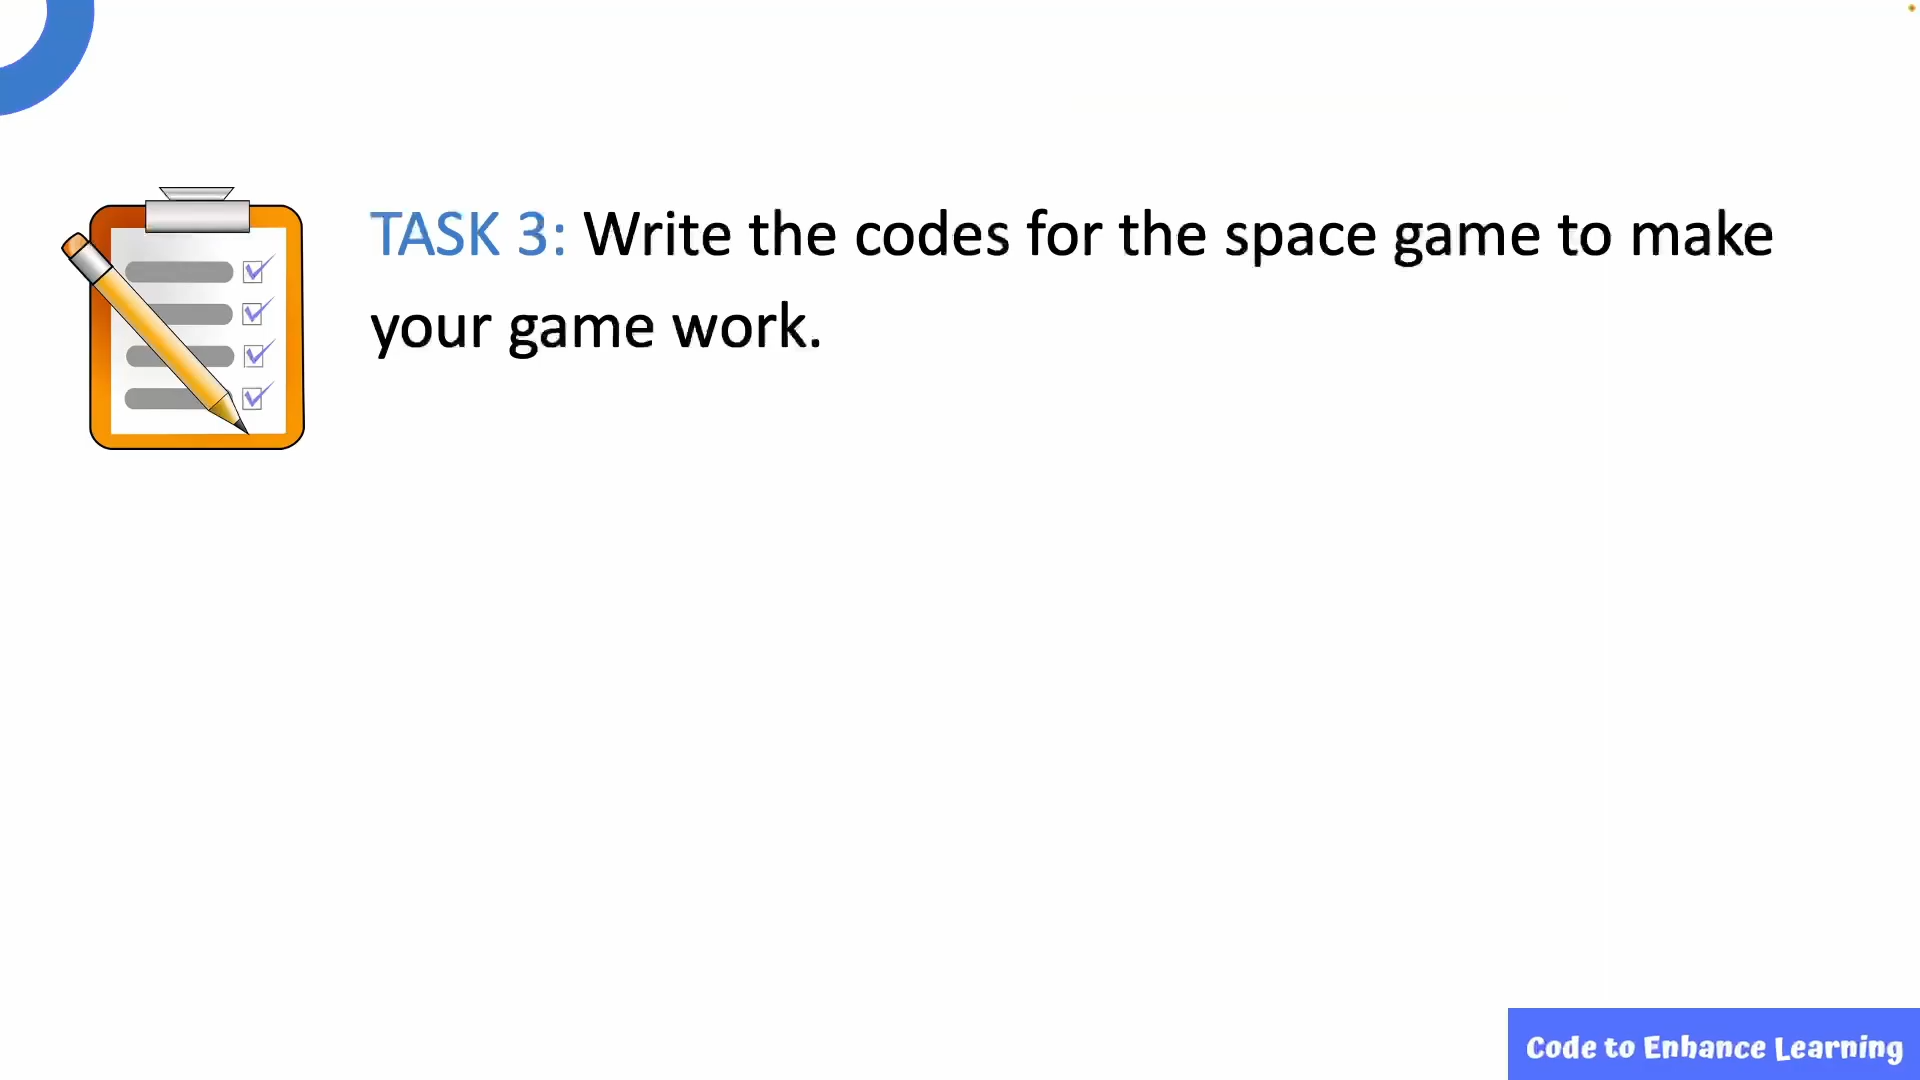 TASK 3: Write the codes for the space game to make
your game work.
Code to Enhance Learning